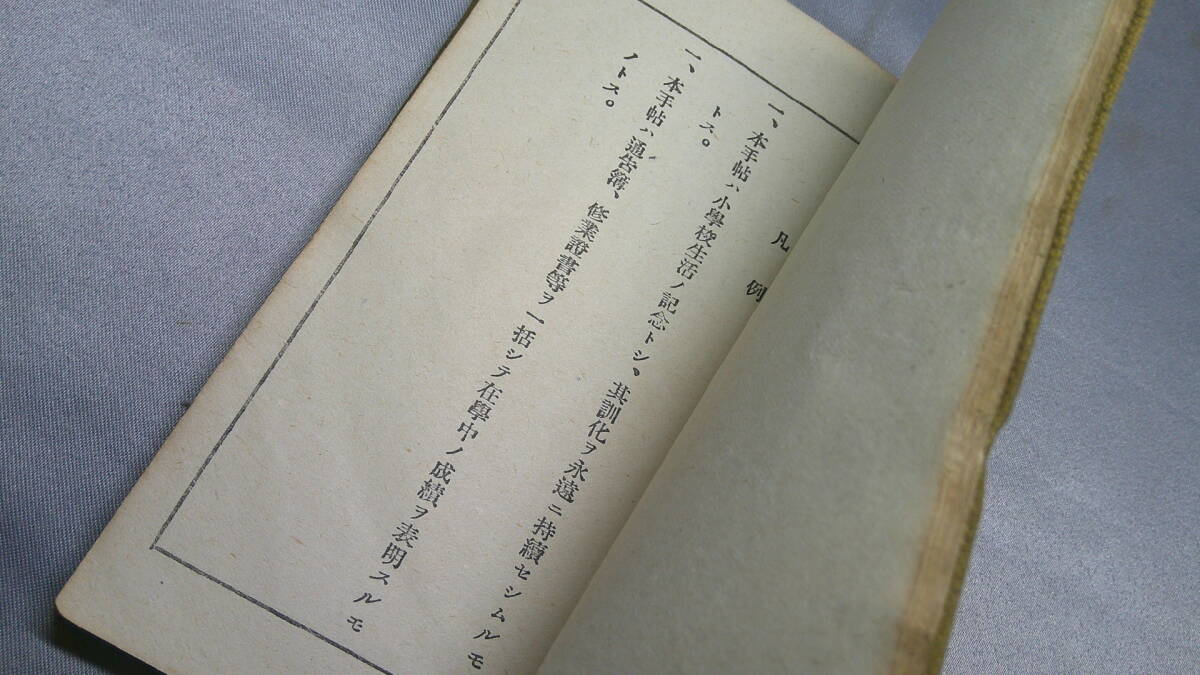 凡例
一、本手帖ハ小學校生活ノ記念トシ、其訓化ヲ永遠ニ持續セシムルモ
トス。
一、本手帖ハ通告簿、修業證書等ヲ一括シテ在學中ノ成績ヲ表明スルモ
ノトス。